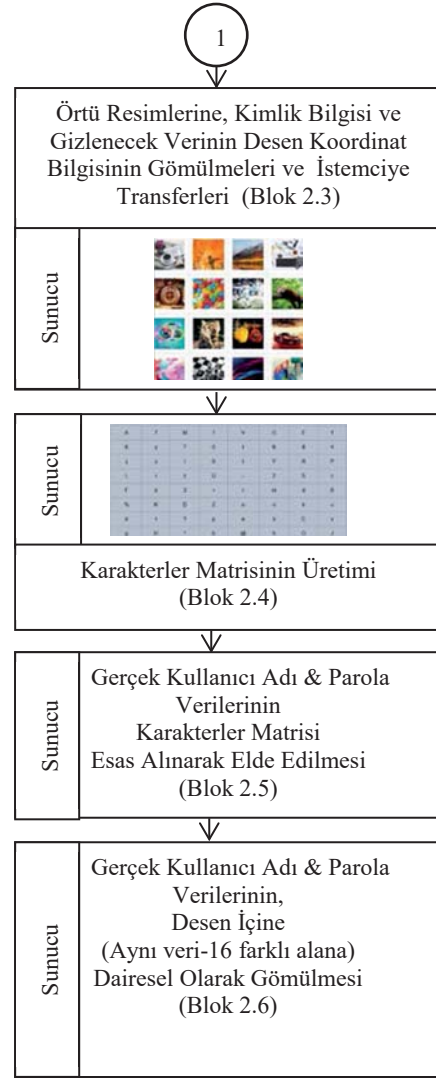 1
Örtü Resimlerine, Kimlik Bilgisi ve
Gizlenecek Verinin Desen Koordinat
Bilgisinin Gömülmeleri ve İstemciye
Transferleri (Blok 2.3)
Sunucu
Sunucu
Karakterler Matrisinin Üretimi
(Blok 2.4)
Sunucu
Gerçek Kullanıcı Adı & Parola
Verilerinin
Karakterler Matrisi
Esas Alınarak Elde Edilmesi
(Blok 2.5)
Sunucu
Gerçek Kullanıcı Adı & Parola
Verilerinin,
Desen İçine
(Aynı veri-16 farklı alana)
Dairesel Olarak Gömülmesi
(Blok 2.6)